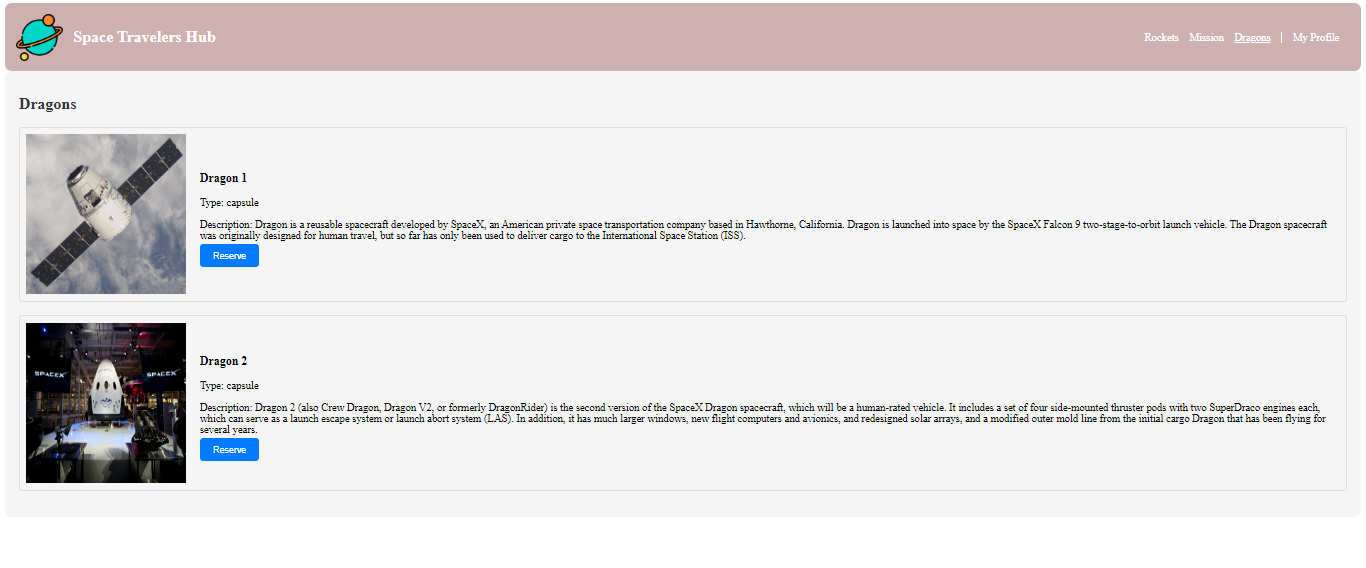 Space Travelers Hub
Rockets Mission Dragons | My Profile
Dragons
Dragon 1
Type: capsule
Description: Dragon is a reusable spacecraft developed by SpaceX, an American private space transportation company based in Hawthorne, California. Dragon is launched into space by the SpaceX Falcon 9 two-stage-to-orbit launch vehicle. The Dragon spacecraft
was originally designed for human travel, but so far has only been used to deliver cargo to the International Space Station (ISS).
Reserve
SPACEX SPACEX
Dragon 2
Type: capsule
Description: Dragon 2 (also Crew Dragon, Dragon V2, or formerly DragonRider) is the second version of the SpaceX Dragon spacecraft, which will be a human-rated vehicle. It includes a set of four side-mounted thruster pods with two SuperDraco engines each,
which can serve as a launch escape system or launch abort system (LAS). In addition, it has much larger windows, new flight computers and avionics, and redesigned solar arrays, and a modified outer mold line from the initial cargo Dragon that has been flying for
several years.
Reserve